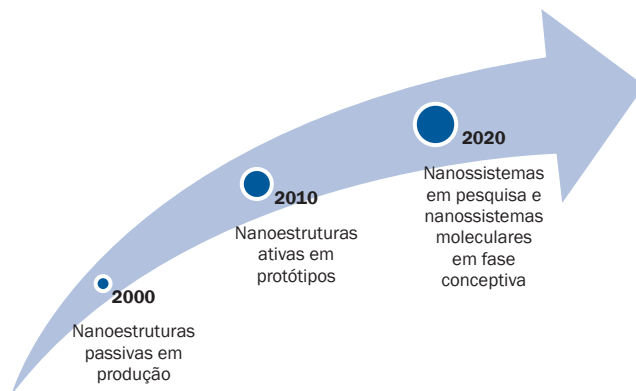 2000
Nanoestruturas
passivas em
produção
2010
Nanoestruturas
ativas em
protótipos
2020
Nanossistemas
em pesquisa e
nanossistemas
moleculares
em fase
conceptiva